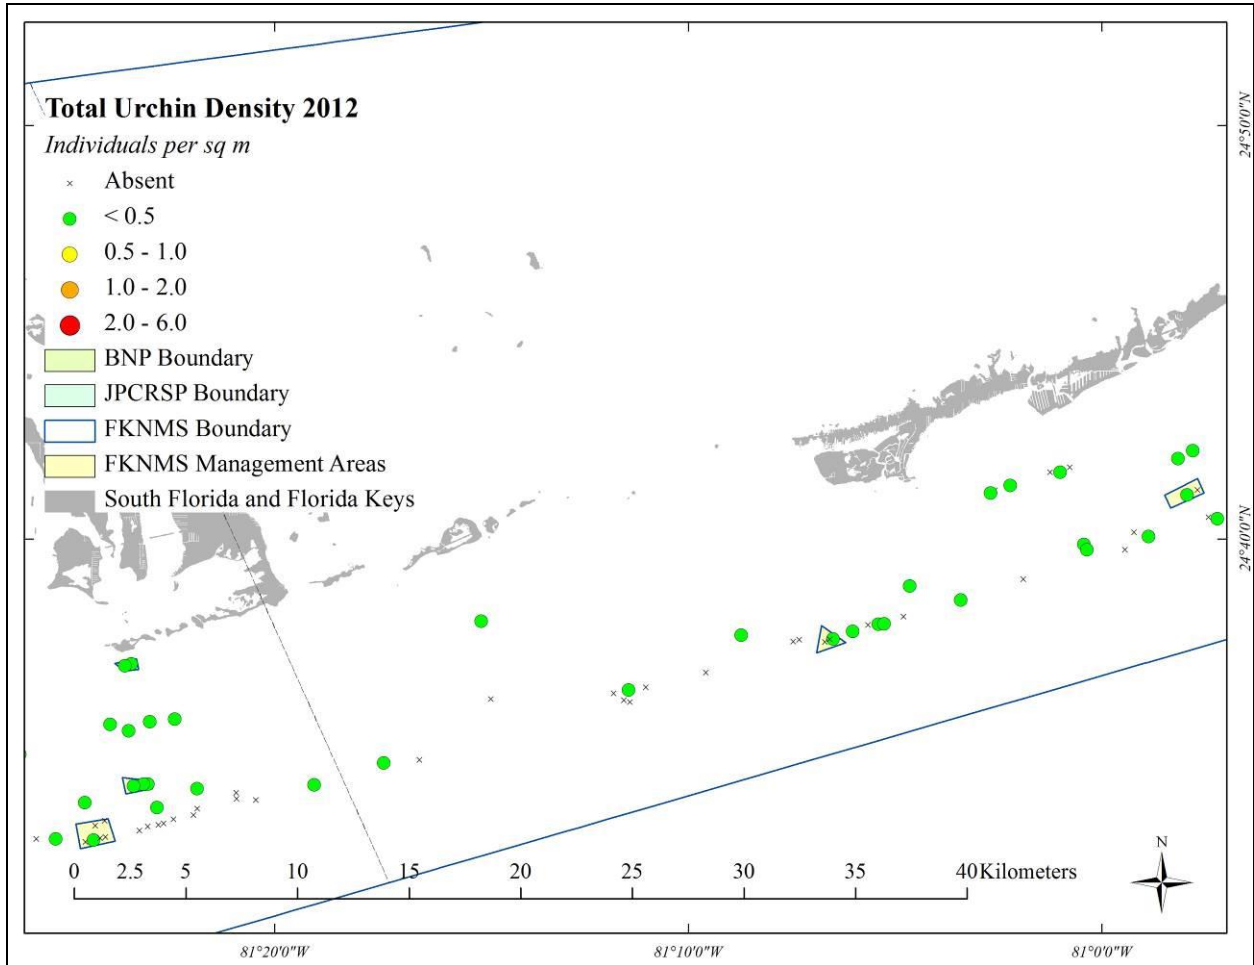 Total Urchin Density 2012
Individuals per sq m
Absent
< 0.5
0.5 - 1.0
1.0 - 2.0
2.0 - 6.0
BNP Boundary
JPCRSP Boundary
FKNMS Boundary
FKNMS Management Areas
South Florida and Florida Keys
24°50'0"N
24°40'0"N
0 2.5 5 10 15 20 25 30 35 40 Kilometers
N
81°20'0"W 81°10'0"W 81°0'0"W